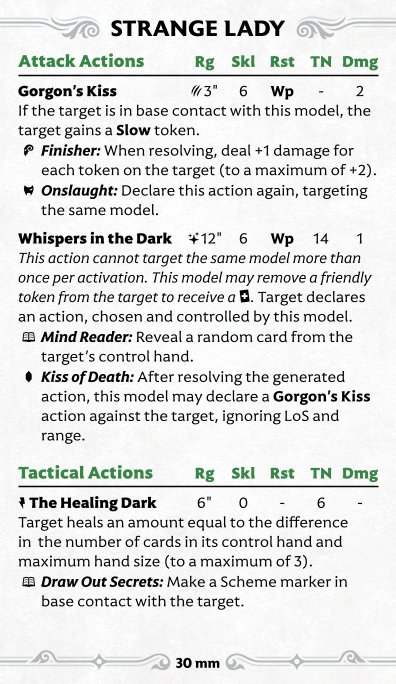 STRANGE LADY
Attack Actions Rg Skl Rst TN Dmg
Gorgon's Kiss 3" 6 Wp - 2
If the target is in base contact with this model, the
target gains a Slow token.
Finisher: When resolving, deal +1 damage for
each token on the target (to a maximum of +2).
Onslaught: Declare this action again, targeting
the same model.
Whispers in the Dark 12" 6 Wp 14 1
This action cannot target the same model more than
once per activation. This model may remove a friendly
token from the target to receive a . Target declares
an action, chosen and controlled by this model.
Mind Reader: Reveal a random card from the
target's control hand.
Kiss of Death: After resolving the generated
action, this model may declare a Gorgon's Kiss
action against the target, ignoring LoS and
range.
Tactical Actions Rg Skl Rst TN Dmg
The Healing Dark 6" 0 - 6 -
Target heals an amount equal to the difference
in the number of cards in its control hand and
maximum hand size (to a maximum of 3).
Draw Out Secrets: Make a Scheme marker in
base contact with the target.
30 mm